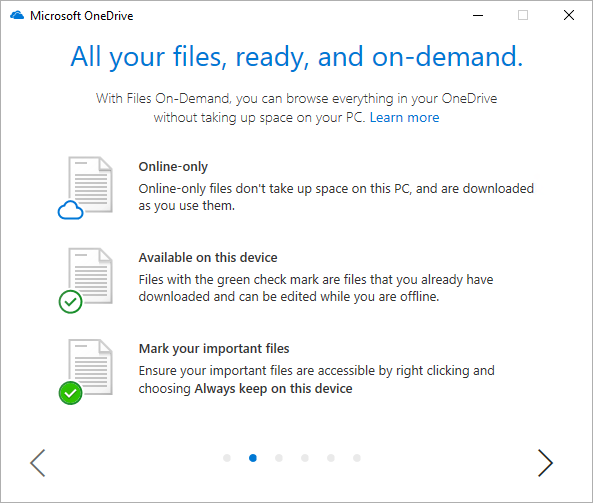 Microsoft OneDrive
All your files, ready, and on-demand.
With Files On-Demand, you can browse everything in your OneDrive
without taking up space on your PC. Learn more
Online-only
Online-only files don't take up space on this PC, and are downloaded
as you use them.
Available on this device
Files with the green check mark are files that you already have
downloaded and can be edited while you are offline.
Mark your important files
Ensure your important files are accessible by right clicking and
choosing Always keep on this device